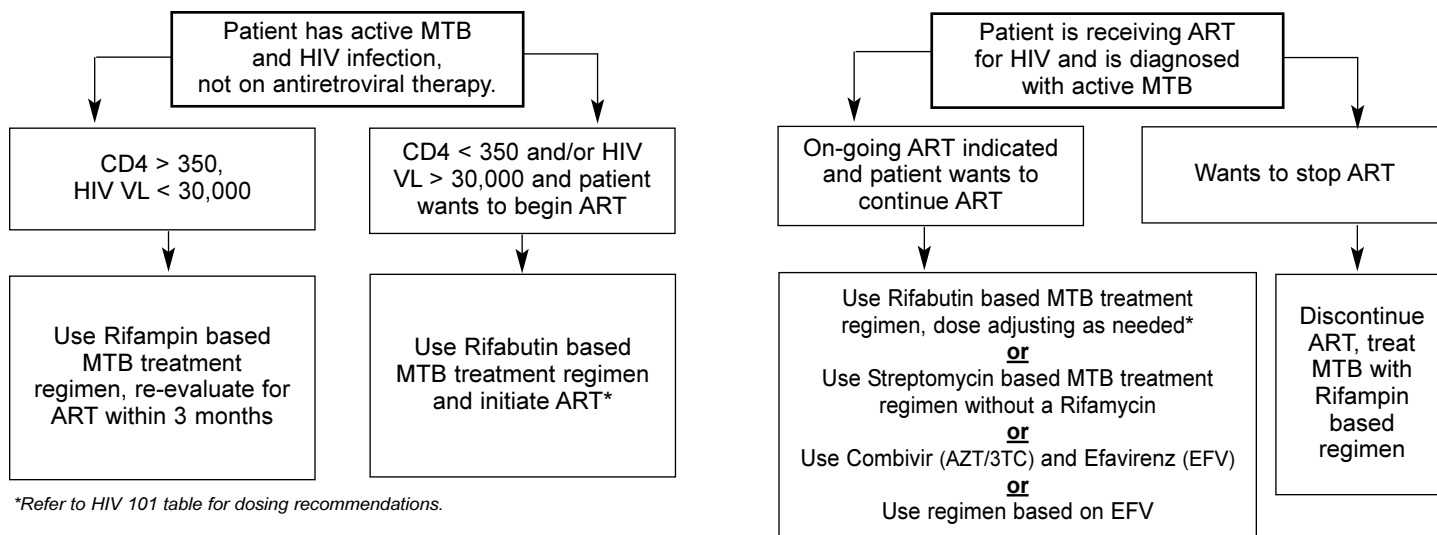 Patient has active MTB
and HIV infection,
not on antiretroviral therapy.
CD4 > 350,
HIV VL < 30,000
CD4 < 350 and/or HIV
VL > 30,000 and patient
wants to begin ART
Use Rifampin based
MTB treatment
regimen, re-evaluate for
ART within 3 months
Use Rifabutin based
MTB treatment regimen
and initiate ART*
*Refer to HIV 101 table for dosing recommendations.
Patient is receiving ART
for HIV and is diagnosed
with active MTB
On-going ART indicated
and patient wants to
continue ART
Wants to stop ART
Use Rifabutin based MTB treatment
regimen, dose adjusting as needed*
or
Use Streptomycin based MTB treatment
regimen without a Rifamycin
or
Use Combivir (AZT/3TC) and Efavirenz (EFV)
or
Use regimen based on EFV
Discontinue
ART, treat
MTB with
Rifampin
based
regimen